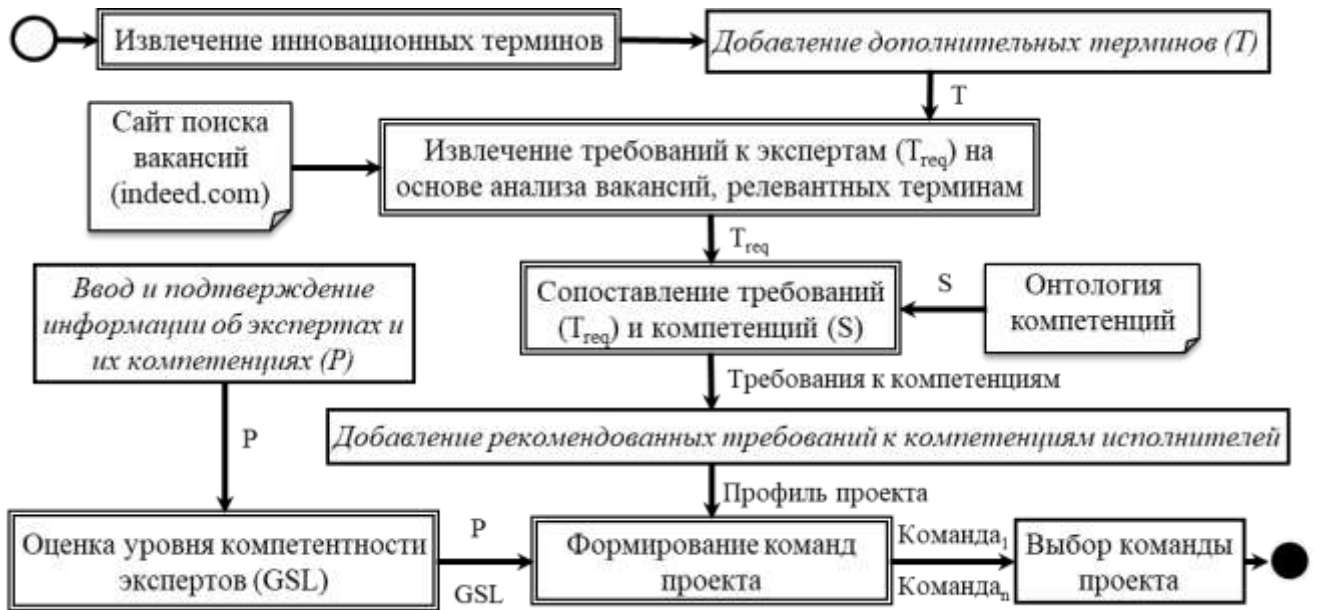 Извлечение инновационных терминов
Добавление дополнительных терминов (T)
T
Сайт поиска
вакансий
(indeed.com)
Извлечение требований к экспертам (Treq) на
основе анализа вакансий, релевантных терминам
Treq
Ввод и подтверждение
информации об экспертах и
их компетенциях (P)
Сопоставление требований
(Treq) и компетенций (S)
S
Онтология
компетенций
Требования к компетенциям
P
Добавление рекомендованных требований к компетенциям исполнителей
Профиль проекта
Оценка уровня компетентности
экспертов (GSL)
P
GSL
Формирование команд
проекта
Команда1
Командаn
Выбор команды
проекта